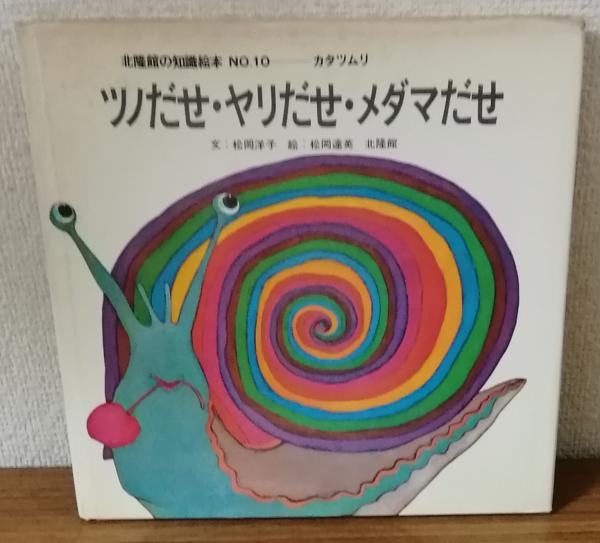 北隆館の知識絵本 NO.10 ―― カタツムリ
ツノだせ・ヤリだせ・メダマだせ
文：松岡洋子 絵：松岡達英 北隆館